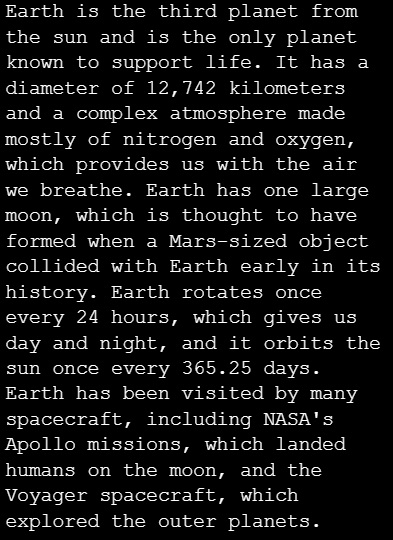 Earth is the third planet from
the sun and is the only planet
known to support life. It has a
diameter of 12,742 kilometers
and a complex atmosphere made
mostly of nitrogen and oxygen,
which provides us with the air
we breathe. Earth has one large
moon, which is thought to have
formed when a Mars-sized object
collided with Earth early in its
history. Earth rotates once
every 24 hours, which gives us
day and night, and it orbits the
sun once every 365.25 days.
Earth has been visited by many
spacecraft, including NASA's
Apollo missions, which landed
humans on the moon, and the
Voyager spacecraft, which
explored the outer planets.